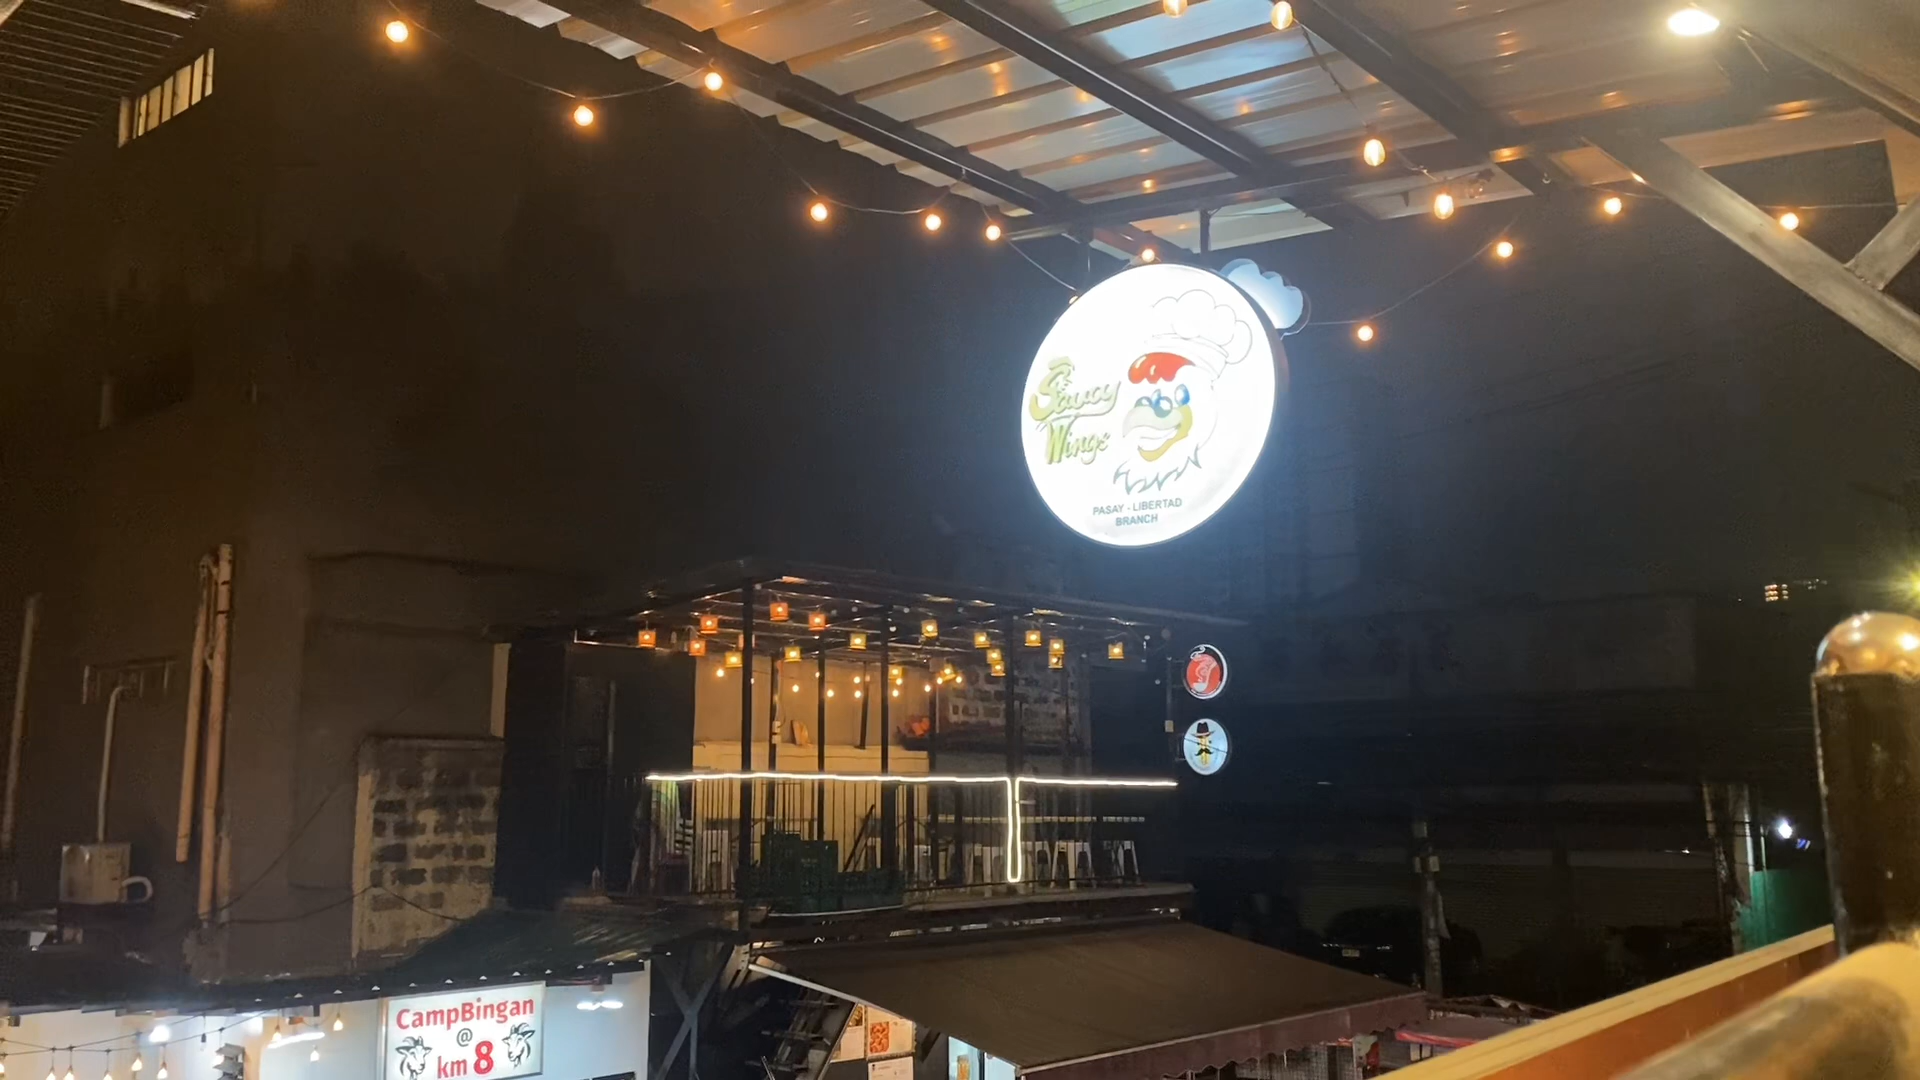 Saucy
Wings
PASAY - LIBERTAD
BRANCH
CampBingan
@
km 8